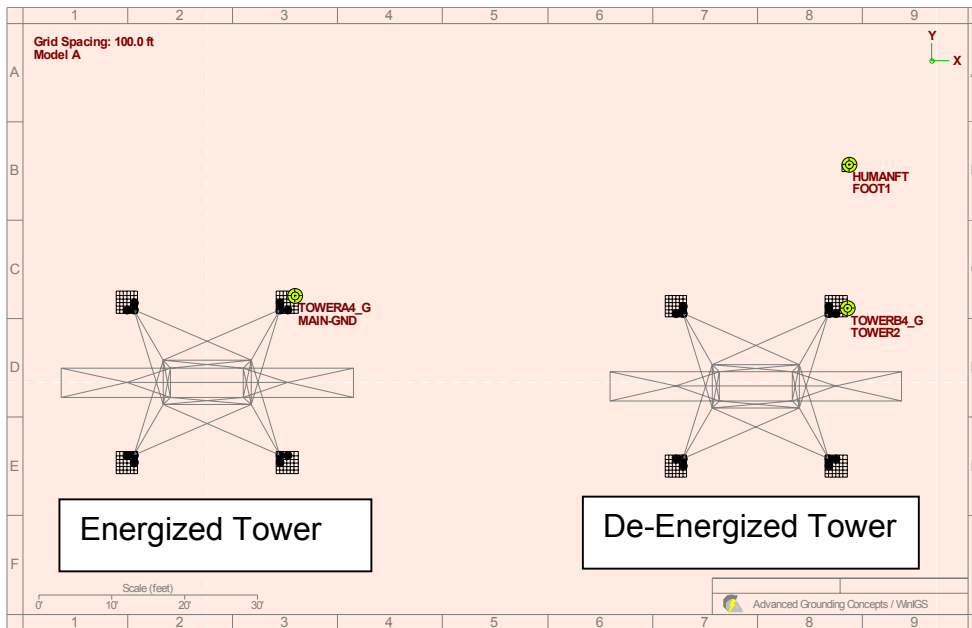 1 2 3 4 5 6 7 8 9
Grid Spacing: 100.0 ft
Model A
Y
X
A
B
C
D
E
F
HUMANFT
FOOT1
TOWERA4_G
MAIN-GND
TOWERB4_G
TOWER2
Energized Tower
De-Energized Tower
Scale (feet)
0' 10' 20' 30'
Advanced Grounding Concepts / WinIGS
1 2 3 4 5 6 7 8 9